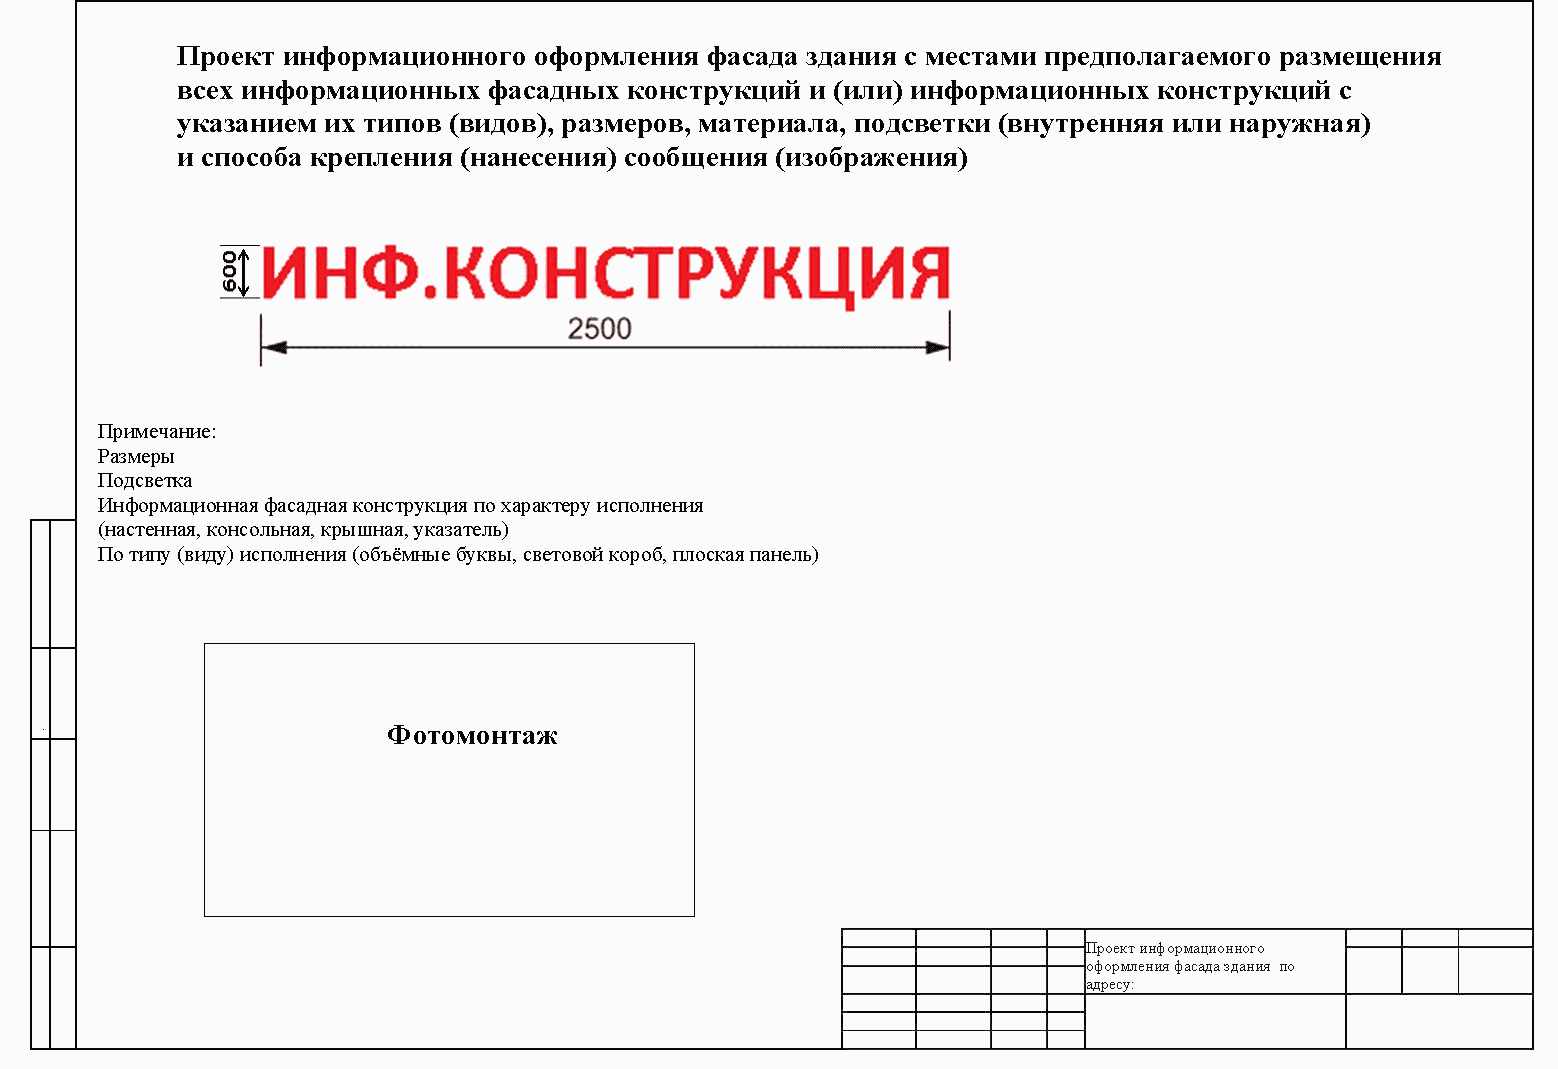 Проект информационного оформления фасада здания с местами предполагаемого размещения
всех информационных фасадных конструкций и (или) информационных конструкций с
указанием их типов (видов), размеров, материала, подсветки (внутренняя или наружная)
и способа крепления (нанесения) сообщения (изображения)
600
ИНФ.КОНСТРУКЦИЯ
2500
Примечание:
Размеры
Подсветка
Информационная фасадная конструкция по характеру исполнения
(настенная, консольная, крышная, указатель)
По типу (виду) исполнения (объёмные буквы, световой короб, плоская панель)
Фотомонтаж
Проект информационного
оформления фасада здания по
адресу: